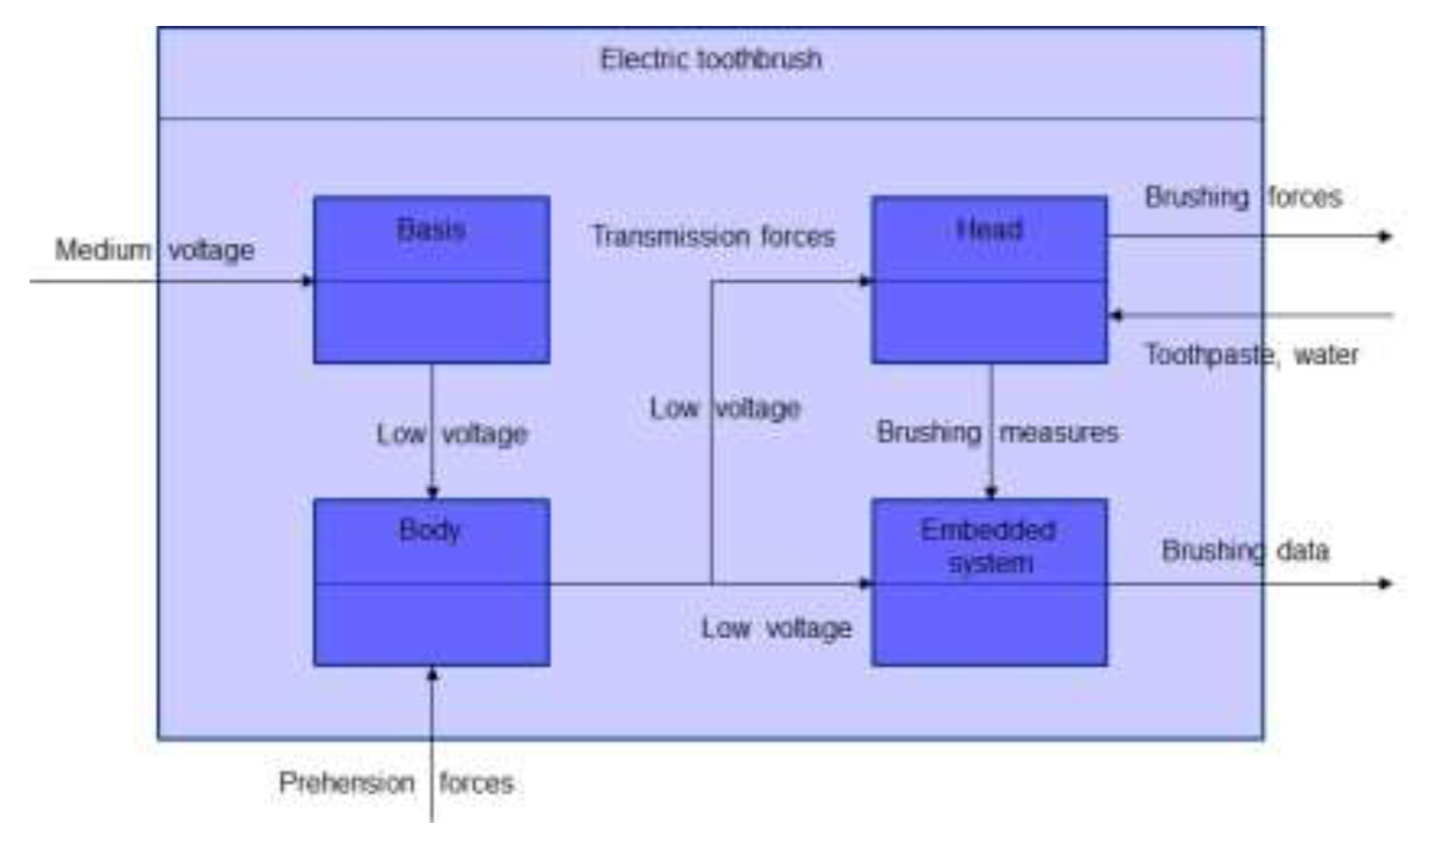 Electric toothbrush
Brushing forces
Basis
Transmission forces
Head
Medium voltage
Toothpaste, water
Low voltage
Low voltage
Brushing measures
Body
Embedded
system
Brushing data
Low voltage
Prehension forces